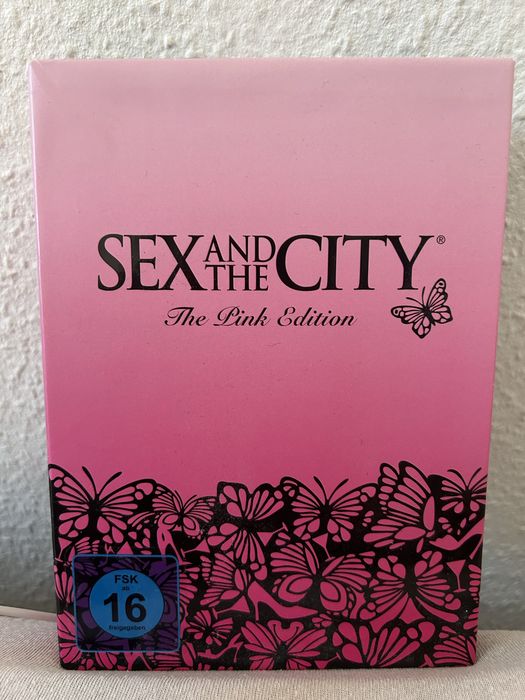 SEX AND THE CITY®
The Pink Edition
FSK
ab
16
freigegeben